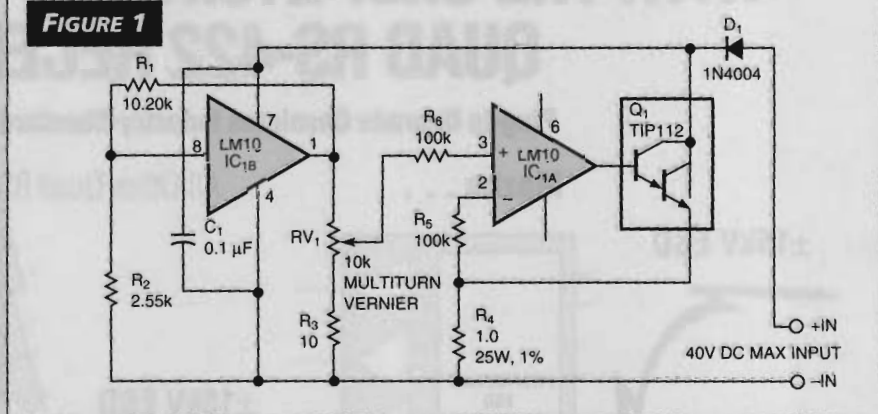 FIGURE 1
R1
10.20k
8
7
LM10
IC1B
1
4
C1
0.1 µF
R2
2.55k
RV1
10k
MULTITURN
VERNIER
R3
10
R6
100k
3
+
2
–
6
LM10
IC1A
R5
100k
R4
1.0
25W, 1%
Q1
TIP112
D1
1N4004
+IN
40V DC MAX INPUT
–IN